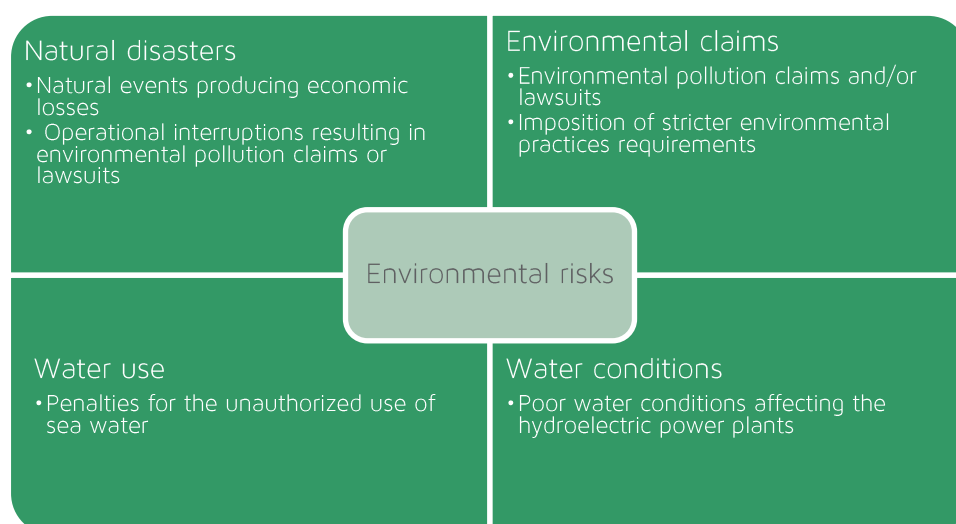 Natural disasters
•Natural events producing economic
losses
• Operational interruptions resulting in
environmental pollution claims or
lawsuits
Environmental claims
•Environmental pollution claims and/or
lawsuits
•Imposition of stricter environmental
practices requirements
Environmental risks
Water use
•Penalties for the unauthorized use of
sea water
Water conditions
•Poor water conditions affecting the
hydroelectric power plants